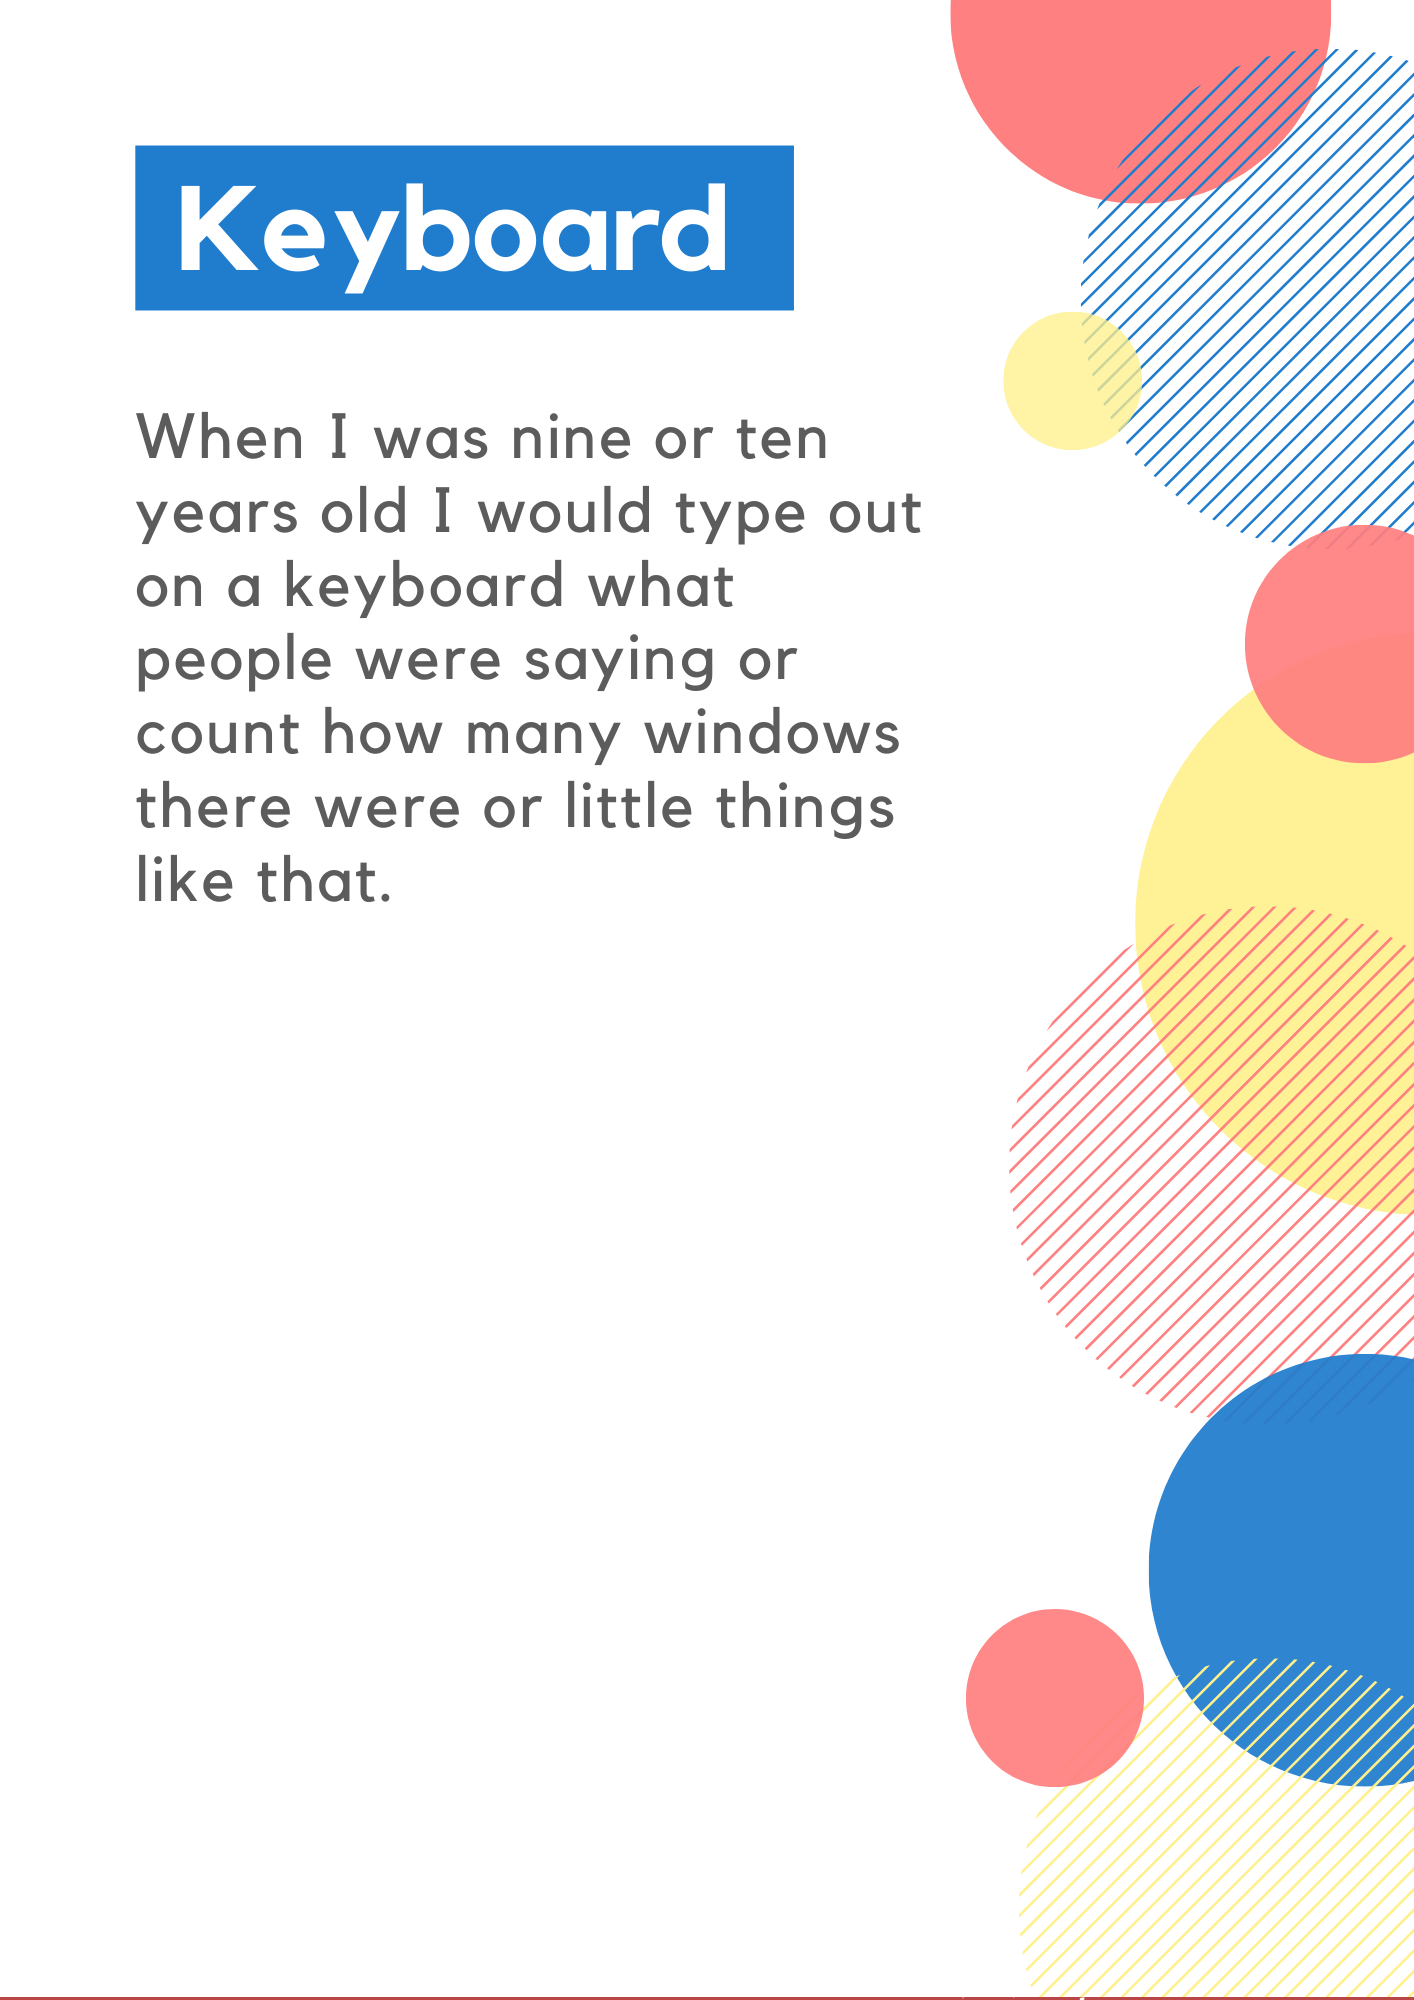 Keyboard
When I was nine or ten
years old I would type out
on a keyboard what
people were saying or
count how many windows
there were or little things
like that.